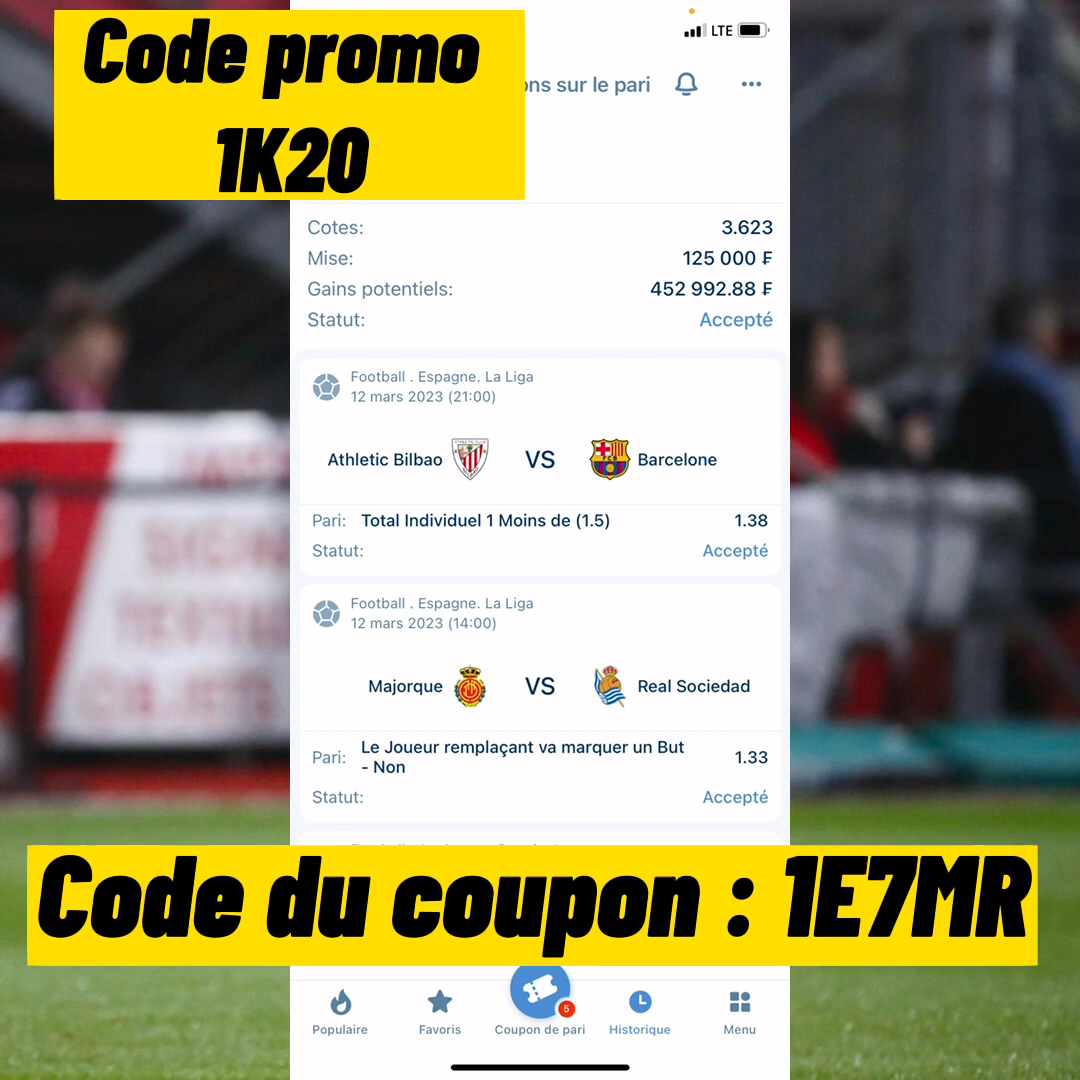 Code promo
1K20
LTE
ons sur le pari
Cotes: 3.623
Mise: 125 000 ₣
Gains potentiels: 452 992.88 ₣
Statut: Accepté
Football . Espagne. La Liga
12 mars 2023 (21:00)
Athletic Bilbao VS Barcelone
Pari: Total Individuel 1 Moins de (1.5) 1.38
Statut: Accepté
Football . Espagne. La Liga
12 mars 2023 (14:00)
Majorque VS Real Sociedad
Pari: Le Joueur remplaçant va marquer un But
- Non 1.33
Statut: Accepté
Code du coupon : 1E7MR
5
Populaire Favoris Coupon de pari Historique Menu